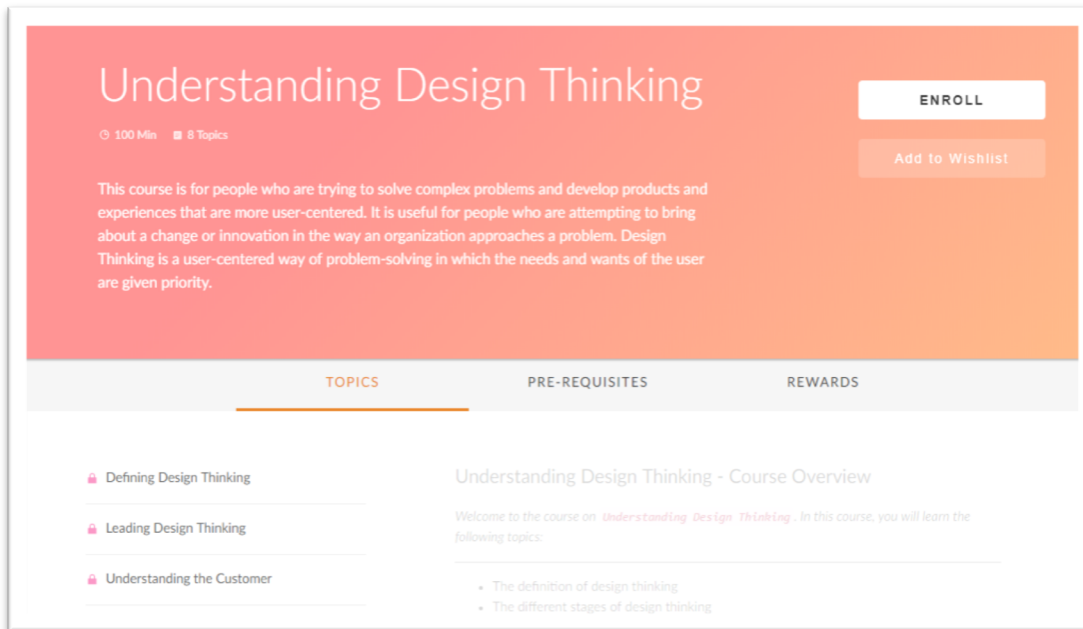 Understanding Design Thinking
100 Min 8 Topics
ENROLL
Add to Wishlist
This course is for people who are trying to solve complex problems and develop products and
experiences that are more user-centered. It is useful for people who are attempting to bring
about a change or innovation in the way an organization approaches a problem. Design
Thinking is a user-centered way of problem-solving in which the needs and wants of the user
are given priority.
TOPICS PRE-REQUISITES REWARDS
Defining Design Thinking
Leading Design Thinking
Understanding the Customer
Understanding Design Thinking - Course Overview
Welcome to the course on Understanding Design Thinking . In this course, you will learn the
following topics:
• The definition of design thinking
• The different stages of design thinking